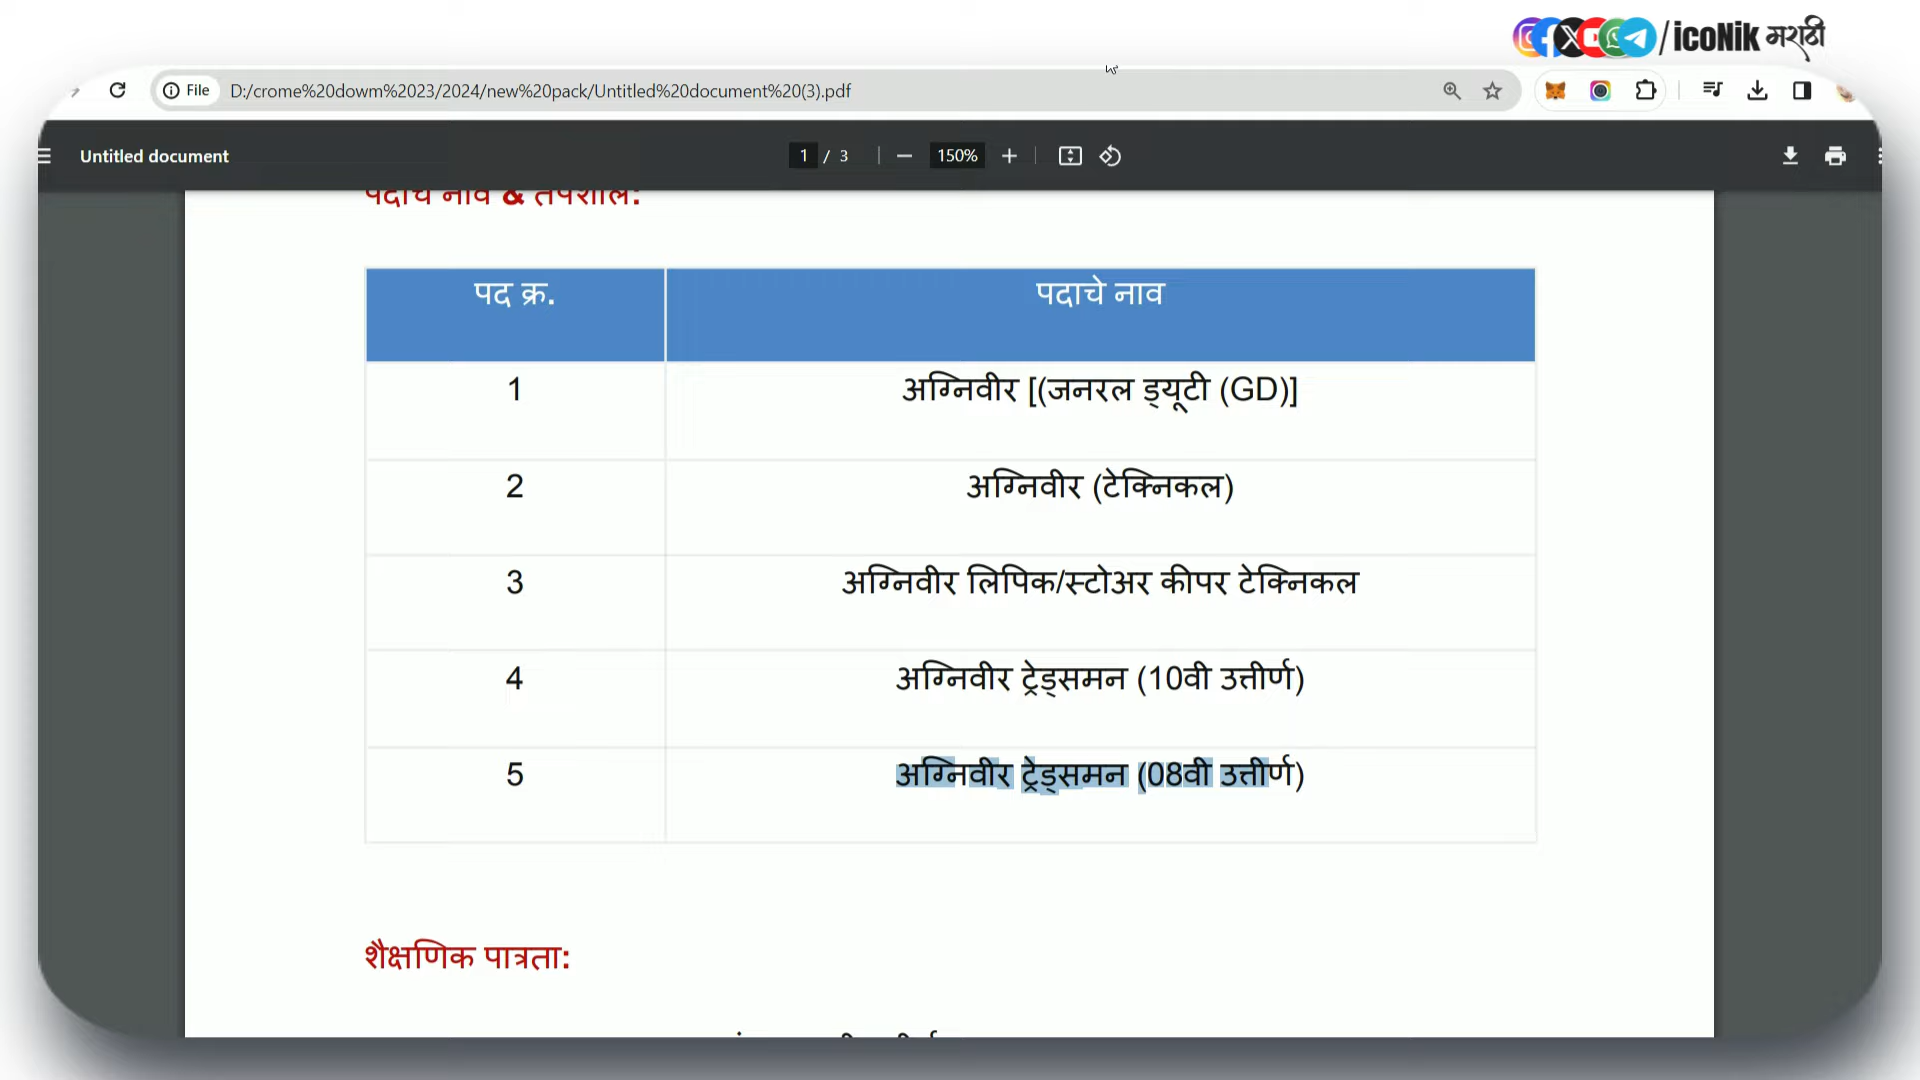 /icoNik मराठी
File D:/crome%20dowm%2023/2024/new%20pack/Untitled%20document%20(3).pdf
Untitled document 1 / 3 150%
पदाचे नाव & तपशील:
पद क्र. पदाचे नाव
1 अग्निवीर [(जनरल ड्यूटी (GD)]
2 अग्निवीर (टेक्निकल)
3 अग्निवीर लिपिक/स्टोअर कीपर टेक्निकल
4 अग्निवीर ट्रेड्समन (10वी उत्तीर्ण)
5 अग्निवीर ट्रेड्समन (08वी उत्तीर्ण)
शैक्षणिक पात्रता: